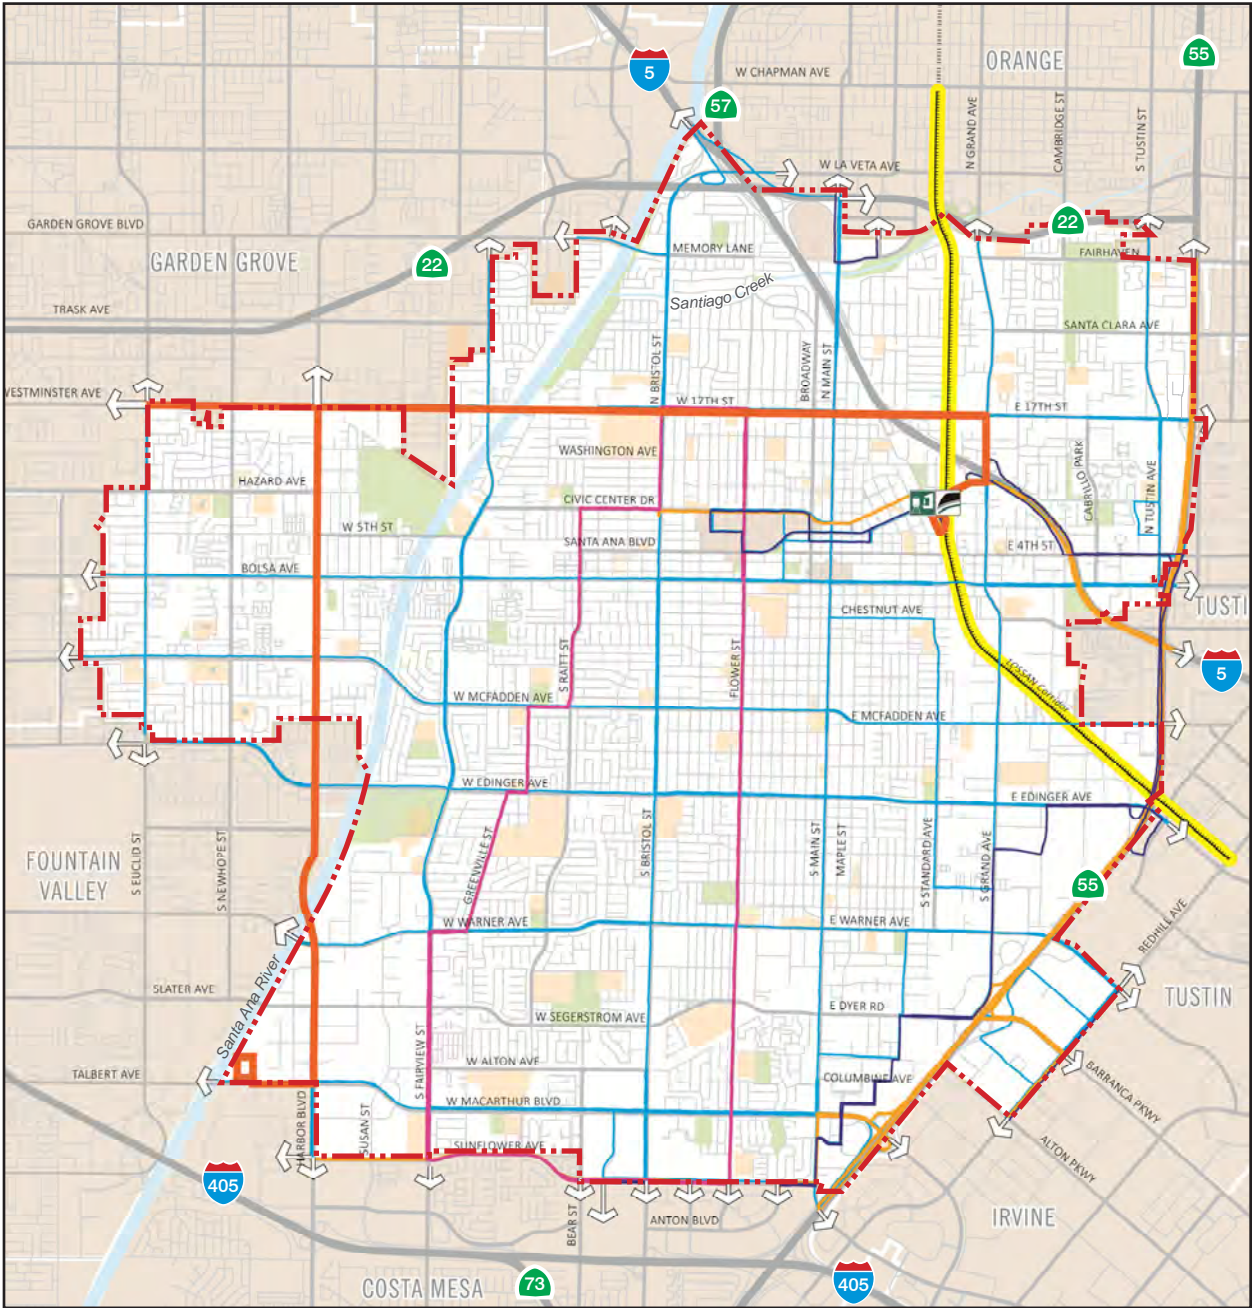 ORANGE
55
5
W CHAPMAN AVE
57
N GRAND AVE
CAMBRIDGE ST
S TUSTIN ST
W LA VETA AVE
GARDEN GROVE BLVD
22
MEMORY LANE
FAIRHAVEN
GARDEN GROVE
22
Santiago Creek
TRASK AVE
SANTA CLARA AVE
N BRISTOL ST
BROADWAY
N MAIN ST
WESTMINSTER AVE
W 17TH ST
E 17TH ST
WASHINGTON AVE
CABRILLO PARK
N TUSTIN AVE
HAZARD AVE
CIVIC CENTER DR
W 5TH ST
SANTA ANA BLVD
E 4TH ST
BOLSA AVE
CHESTNUT AVE
TUSTI
S RAITT ST
FLOWER ST
LOSSAN Corridor
5
W MCFADDEN AVE
E MCFADDEN AVE
W EDINGER AVE
E EDINGER AVE
FOUNTAIN
VALLEY
S EUCLID ST
S NEWHOPE ST
GREENVILLE ST
S BRISTOL ST
S MAIN ST
MAPLE ST
S STANDARD AVE
S GRAND AVE
55
W WARNER AVE
E WARNER AVE
REDHILL AVE
Santa Ana River
SLATER AVE
E DYER RD
TUSTIN
W SEGERSTROM AVE
S FAIRVIEW ST
W ALTON AVE
TALBERT AVE
COLUMBINE AVE
BARRANCA PKWY
W MACARTHUR BLVD
HARBOR BLVD
SUSAN ST
SUNFLOWER AVE
ALTON PKWY
405
BEAR ST
ANTON BLVD
IRVINE
COSTA MESA
73
405